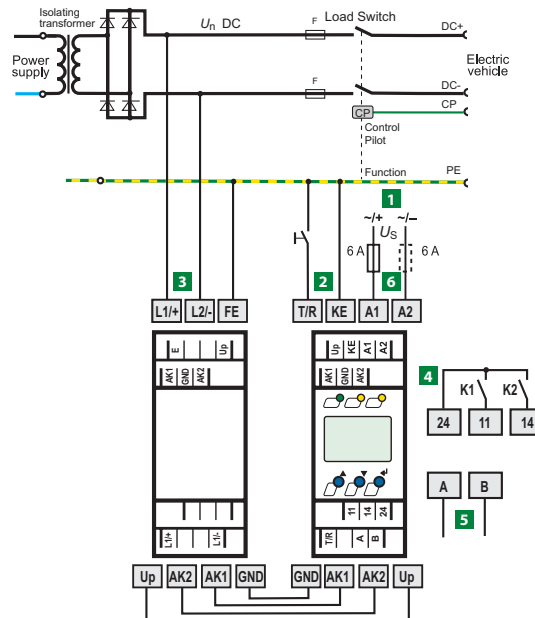 Isolating
transformer
Un DC
F
Load Switch
DC+
Power
supply
Electric
vehicle
F
DC-
CP
CP
Control
Pilot
Function
PE
1
~/+
~/–
US
6 A
6 A
3
2
6
L1/+
L2/-
FE
T/R
KE
A1
A2
E
Up
Up
KE
A1
A2
AK1
GND
AK2
AK1
GND
AK2
4
K1
K2
24
11
14
A
B
5
11
14
24
L1/+
L1/-
T/R
A
B
Up
AK2
AK1
GND
GND
AK1
AK2
Up